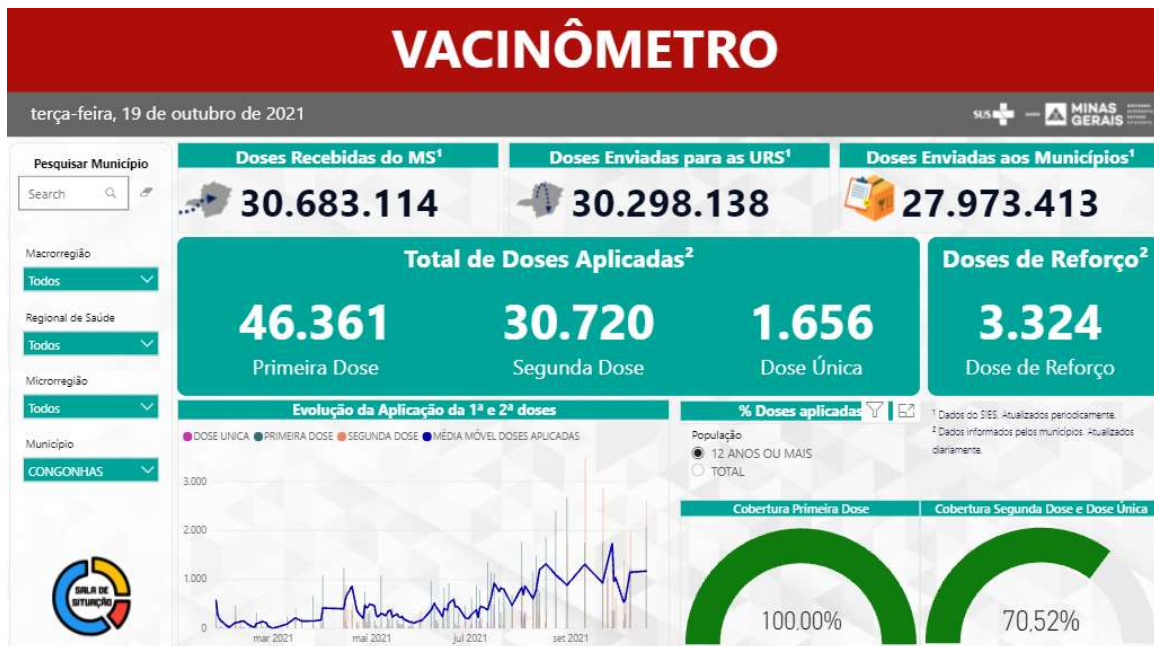 VACINÔMETRO
terça-feira, 19 de outubro de 2021
SUS
MINAS GERAIS
Pesquisar Município
Search
Macrorregião
Todos
Regional de Saúde
Todos
Microrregião
Todos
Município
CONGONHAS
SALA DE
SITUAÇÃO
Doses Recebidas do MS¹
30.683.114
Doses Enviadas para as URS¹
30.298.138
Doses Enviadas aos Municípios¹
27.973.413
Total de Doses Aplicadas²
46.361
Primeira Dose
30.720
Segunda Dose
1.656
Dose Única
Doses de Reforço²
3.324
Dose de Reforço
Evolução da Aplicação da 1ª e 2ª doses
DOSE UNICA PRIMEIRA DOSE SEGUNDA DOSE MÉDIA MÓVEL DOSES APLICADAS
3.000
2.000
1.000
0
mar 2021 mai 2021 jul 2021 set 2021
% Doses aplicadas
População
12 ANOS OU MAIS
TOTAL
¹ Dados do SIES. Atualizados periodicamente.
² Dados informados pelos municípios. Atualizados
diariamente.
Cobertura Primeira Dose
100,00%
Cobertura Segunda Dose e Dose Única
70,52%